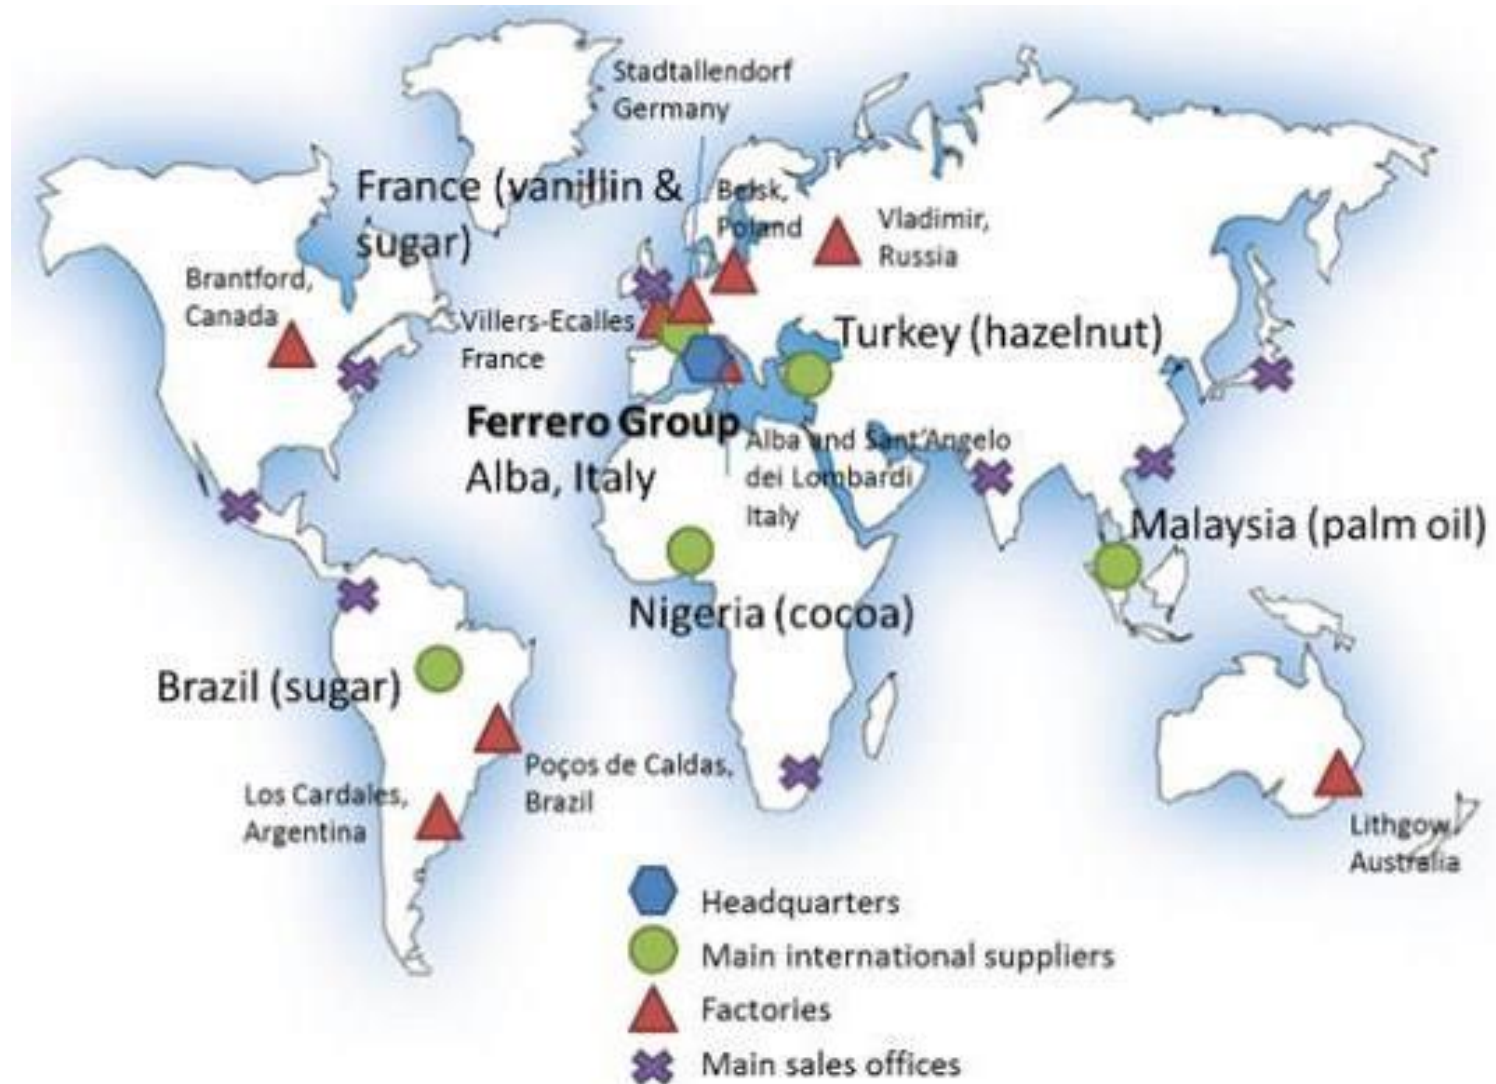 Stadtallendorf
Germany
France (vanillin &
sugar)
Belsk,
Poland
Vladimir,
Russia
Brantford,
Canada
Villers-Ecalles
France
Turkey (hazelnut)
Ferrero Group
Alba, Italy
Alba and Sant'Angelo
dei Lombardi
Italy
Malaysia (palm oil)
Nigeria (cocoa)
Brazil (sugar)
Poços de Caldas,
Brazil
Los Cardales,
Argentina
Lithgow,
Australia
Headquarters
Main international suppliers
Factories
Main sales offices